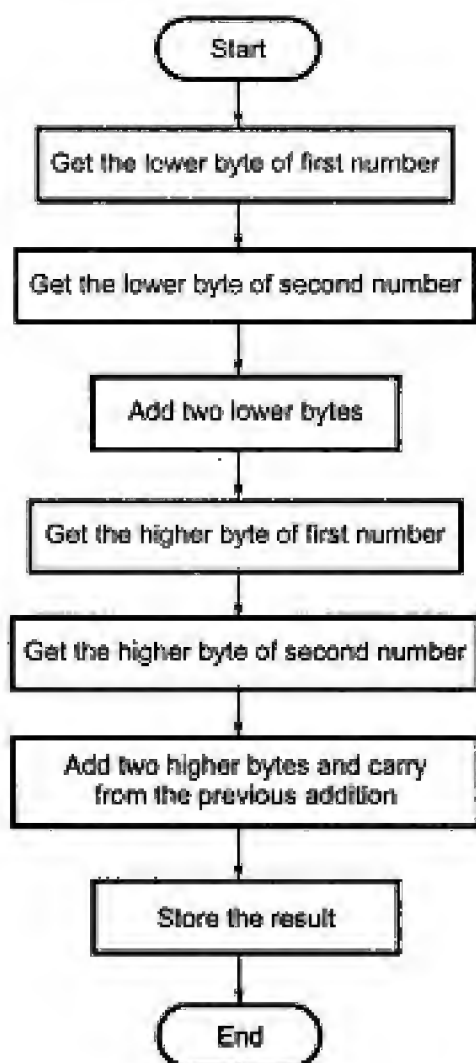 Start
Get the lower byte of first number
Get the lower byte of second number
Add two lower bytes
Get the higher byte of first number
Get the higher byte of second number
Add two higher bytes and carry
from the previous addition
Store the result
End